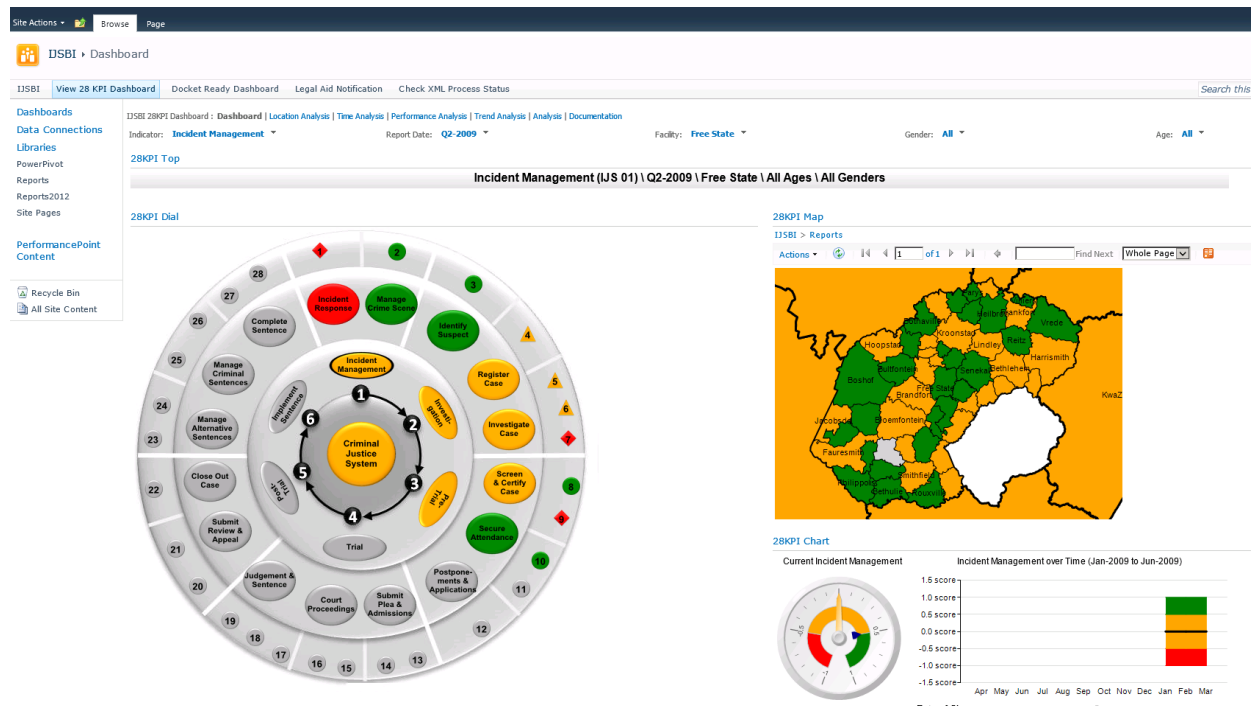 Site Actions
Browse
Page
IJSBI
Dashboard
IJSBI
View 28 KPI Dashboard
Docket Ready Dashboard
Legal Aid Notification
Check XML Process Status
Search this
Dashboards
Data Connections
Libraries
PowerPivot
Reports
Reports2012
Site Pages
PerformancePoint
Content
Recycle Bin
All Site Content
IJSBI 28KPI Dashboard : Dashboard | Location Analysis | Time Analysis | Performance Analysis | Trend Analysis | Analysis | Documentation
Indicator: Incident Management
Report Date: Q2-2009
Facility: Free State
Gender: All
Age: All
28KPI Top
Incident Management (IJS 01) \ Q2-2009 \ Free State \ All Ages \ All Genders
28KPI Dial
1
2
3
4
5
6
7
8
9
10
11
12
13
14
15
16
17
18
19
20
21
22
23
24
25
26
27
28
Incident
Response
Manage
Crime Scene
Identify
Suspect
Register
Case
Investigate
Case
Screen
& Certify
Case
Secure
Attendance
Postpone-
ments &
Applications
Submit
Plea &
Admissions
Court
Proceedings
Judgement &
Sentence
Submit
Review &
Appeal
Close Out
Case
Manage
Alternative
Sentences
Manage
Criminal
Sentences
Complete
Sentence
Incident
Management
Investi-
gation
Pre-
Trial
Trial
Post-
Trial
Implement
Sentence
1
2
3
4
5
6
Criminal
Justice
System
28KPI Map
IJSBI > Reports
Actions
1
of 1
Find Next
Whole Page
Kroonstad
Hoopstad
Lindley
Reitz
Vrede
Harrismith
Bultfontein
Senekal
Bethlehem
Boshof
Free State
Brandfort
KwaZ
Bloemfontein
Fauresmith
Smithfield
Philippolis
Bethulie
Rouxville
28KPI Chart
Current Incident Management
-0.5
0.5
-1
1
Incident Management over Time (Jan-2009 to Jun-2009)
1.5 score
1.0 score
0.5 score
0.0 score
-0.5 score
-1.0 score
-1.5 score
Apr May Jun Jul Aug Sep Oct Nov Dec Jan Feb Mar